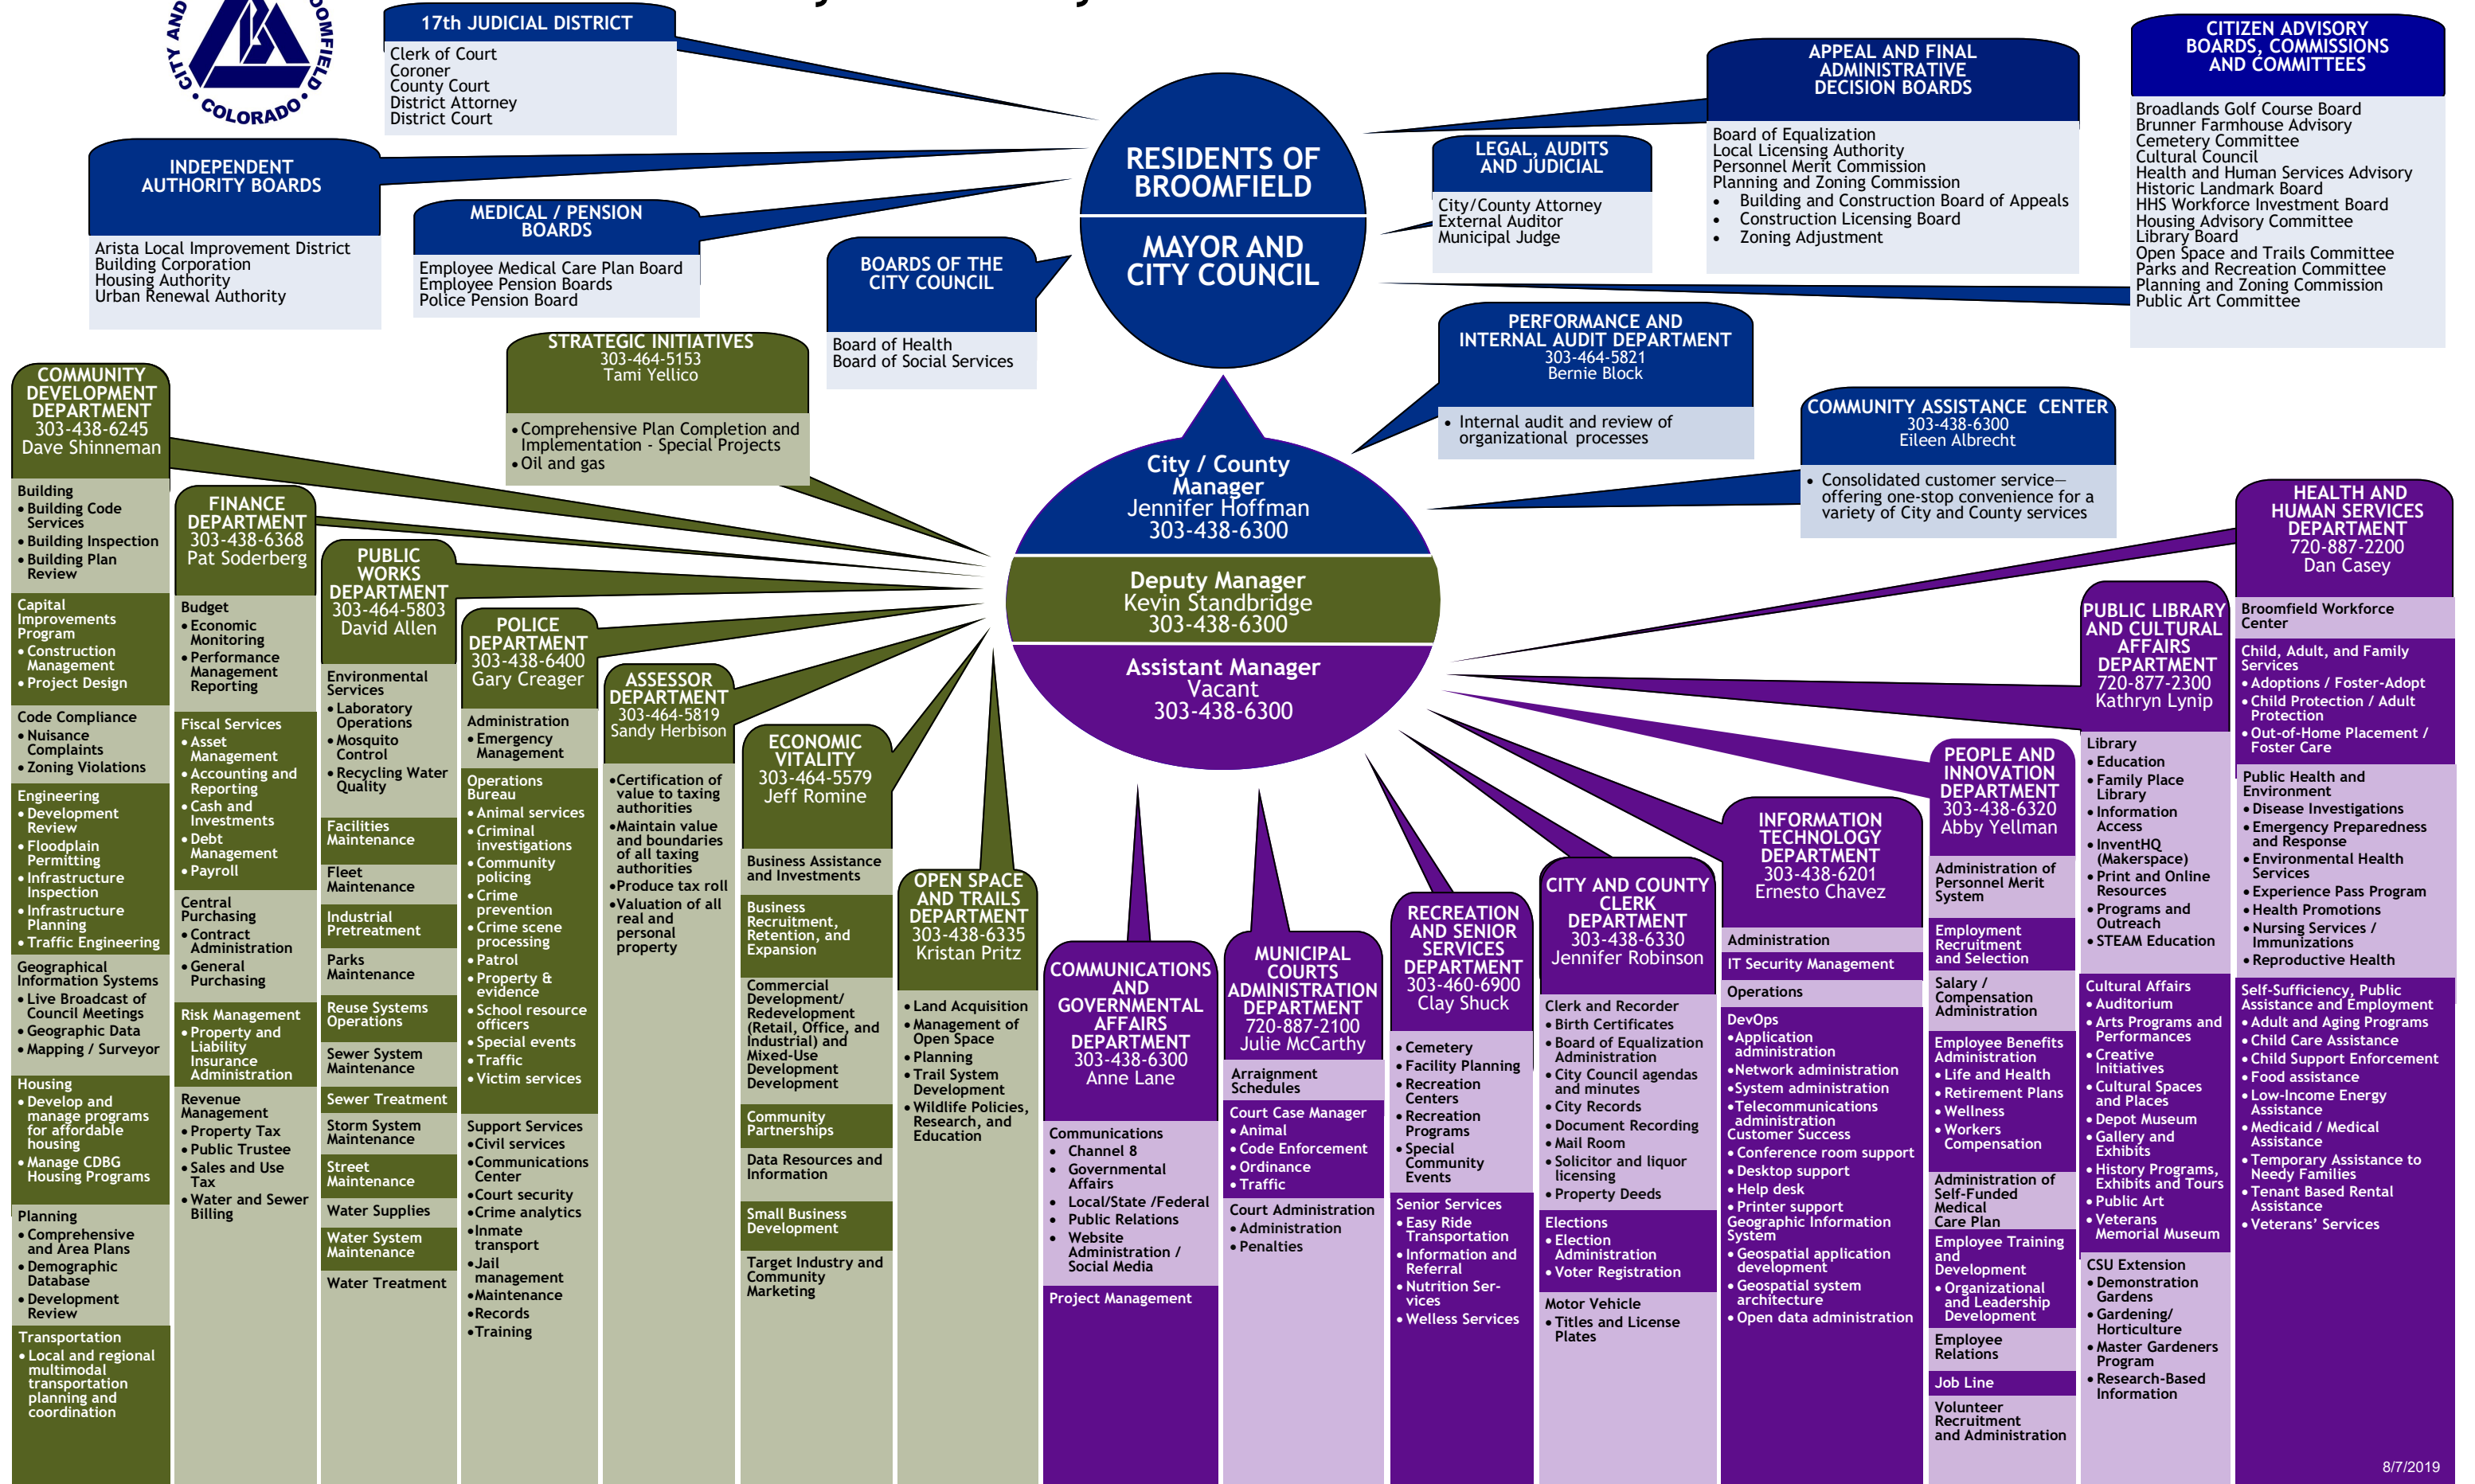 CITY AND
OOMFIELD
• COLORADO •
17th JUDICIAL DISTRICT
Clerk of Court
Coroner
County Court
District Attorney
District Court
INDEPENDENT
AUTHORITY BOARDS
Arista Local Improvement District
Building Corporation
Housing Authority
Urban Renewal Authority
MEDICAL / PENSION
BOARDS
Employee Medical Care Plan Board
Employee Pension Boards
Police Pension Board
BOARDS OF THE
CITY COUNCIL
Board of Health
Board of Social Services
RESIDENTS OF
BROOMFIELD
MAYOR AND
CITY COUNCIL
LEGAL, AUDITS
AND JUDICIAL
City/County Attorney
External Auditor
Municipal Judge
APPEAL AND FINAL
ADMINISTRATIVE
DECISION BOARDS
Board of Equalization
Local Licensing Authority
Personnel Merit Commission
Planning and Zoning Commission
• Building and Construction Board of Appeals
• Construction Licensing Board
• Zoning Adjustment
CITIZEN ADVISORY
BOARDS, COMMISSIONS
AND COMMITTEES
Broadlands Golf Course Board
Brunner Farmhouse Advisory
Cemetery Committee
Cultural Council
Health and Human Services Advisory
Historic Landmark Board
HHS Workforce Investment Board
Housing Advisory Committee
Library Board
Open Space and Trails Committee
Parks and Recreation Committee
Planning and Zoning Commission
Public Art Committee
STRATEGIC INITIATIVES
303-464-5153
Tami Yellico
• Comprehensive Plan Completion and
Implementation - Special Projects
• Oil and gas
PERFORMANCE AND
INTERNAL AUDIT DEPARTMENT
303-464-5821
Bernie Block
• Internal audit and review of
organizational processes
COMMUNITY ASSISTANCE CENTER
303-438-6300
Eileen Albrecht
• Consolidated customer service—
offering one-stop convenience for a
variety of City and County services
City / County
Manager
Jennifer Hoffman
303-438-6300
Deputy Manager
Kevin Standbridge
303-438-6300
Assistant Manager
Vacant
303-438-6300
COMMUNITY
DEVELOPMENT
DEPARTMENT
303-438-6245
Dave Shinneman
Building
• Building Code
Services
• Building Inspection
• Building Plan
Review
Capital
Improvements
Program
• Construction
Management
• Project Design
Code Compliance
• Nuisance
Complaints
• Zoning Violations
Engineering
• Development
Review
• Floodplain
Permitting
• Infrastructure
Inspection
• Infrastructure
Planning
• Traffic Engineering
Geographical
Information Systems
• Live Broadcast of
Council Meetings
• Geographic Data
• Mapping / Surveyor
Housing
• Develop and
manage programs
for affordable
housing
• Manage CDBG
Housing Programs
Planning
• Comprehensive
and Area Plans
• Demographic
Database
• Development
Review
Transportation
• Local and regional
multimodal
transportation
planning and
coordination
FINANCE
DEPARTMENT
303-438-6368
Pat Soderberg
Budget
• Economic
Monitoring
• Performance
Management
Reporting
Fiscal Services
• Asset
Management
• Accounting and
Reporting
• Cash and
Investments
• Debt
Management
• Payroll
Central
Purchasing
• Contract
Administration
• General
Purchasing
Risk Management
• Property and
Liability
Insurance
Administration
Revenue
Management
• Property Tax
• Public Trustee
• Sales and Use
Tax
• Water and Sewer
Billing
PUBLIC
WORKS
DEPARTMENT
303-464-5803
David Allen
Environmental
Services
• Laboratory
Operations
• Mosquito
Control
• Recycling Water
Quality
Facilities
Maintenance
Fleet
Maintenance
Industrial
Pretreatment
Parks
Maintenance
Reuse Systems
Operations
Sewer System
Maintenance
Sewer Treatment
Storm System
Maintenance
Street
Maintenance
Water Supplies
Water System
Maintenance
Water Treatment
POLICE
DEPARTMENT
303-438-6400
Gary Creager
Administration
• Emergency
Management
Operations
Bureau
• Animal services
• Criminal
investigations
• Community
policing
• Crime
prevention
• Crime scene
processing
• Patrol
• Property &
evidence
• School resource
officers
• Special events
• Traffic
• Victim services
Support Services
• Civil services
• Communications
Center
• Court security
• Crime analytics
• Inmate
transport
• Jail
management
• Maintenance
• Records
• Training
ASSESSOR
DEPARTMENT
303-464-5819
Sandy Herbison
• Certification of
value to taxing
authorities
• Maintain value
and boundaries
of all taxing
authorities
• Produce tax roll
• Valuation of all
real and
personal
property
ECONOMIC
VITALITY
303-464-5579
Jeff Romine
Business Assistance
and Investments
Business
Recruitment,
Retention, and
Expansion
Commercial
Development/
Redevelopment
(Retail, Office, and
Industrial) and
Mixed-Use
Development
Development
Community
Partnerships
Data Resources and
Information
Small Business
Development
Target Industry and
Community
Marketing
OPEN SPACE
AND TRAILS
DEPARTMENT
303-438-6335
Kristan Pritz
• Land Acquisition
• Management of
Open Space
• Planning
• Trail System
Development
• Wildlife Policies,
Research, and
Education
COMMUNICATIONS
AND
GOVERNMENTAL
AFFAIRS
DEPARTMENT
303-438-6300
Anne Lane
Communications
• Channel 8
• Governmental
Affairs
• Local/State /Federal
• Public Relations
• Website
Administration /
Social Media
Project Management
MUNICIPAL
COURTS
ADMINISTRATION
DEPARTMENT
720-887-2100
Julie McCarthy
Arraignment
Schedules
Court Case Manager
• Animal
• Code Enforcement
• Ordinance
• Traffic
Court Administration
• Administration
• Penalties
RECREATION
AND SENIOR
SERVICES
DEPARTMENT
303-460-6900
Clay Shuck
• Cemetery
• Facility Planning
• Recreation
Centers
• Recreation
Programs
• Special
Community
Events
Senior Services
• Easy Ride
Transportation
• Information and
Referral
• Nutrition Ser-
vices
• Welless Services
CITY AND COUNTY
CLERK
DEPARTMENT
303-438-6330
Jennifer Robinson
Clerk and Recorder
• Birth Certificates
• Board of Equalization
Administration
• City Council agendas
and minutes
• City Records
• Document Recording
• Mail Room
• Solicitor and liquor
licensing
• Property Deeds
Elections
• Election
Administration
• Voter Registration
Motor Vehicle
• Titles and License
Plates
INFORMATION
TECHNOLOGY
DEPARTMENT
303-438-6201
Ernesto Chavez
Administration
IT Security Management
Operations
DevOps
• Application
administration
• Network administration
• System administration
• Telecommunications
administration
Customer Success
• Conference room support
• Desktop support
• Help desk
• Printer support
Geographic Information
System
• Geospatial application
development
• Geospatial system
architecture
• Open data administration
PEOPLE AND
INNOVATION
DEPARTMENT
303-438-6320
Abby Yellman
Administration of
Personnel Merit
System
Employment
Recruitment
and Selection
Salary /
Compensation
Administration
Employee Benefits
Administration
• Life and Health
• Retirement Plans
• Wellness
• Workers
Compensation
Administration of
Self-Funded
Medical
Care Plan
Employee Training
and
Development
• Organizational
and Leadership
Development
Employee
Relations
Job Line
Volunteer
Recruitment
and Administration
PUBLIC LIBRARY
AND CULTURAL
AFFAIRS
DEPARTMENT
720-877-2300
Kathryn Lynip
Library
• Education
• Family Place
Library
• Information
Access
• InventHQ
(Makerspace)
• Print and Online
Resources
• Programs and
Outreach
• STEAM Education
Cultural Affairs
• Auditorium
• Arts Programs and
Performances
• Creative
Initiatives
• Cultural Spaces
and Places
• Depot Museum
• Gallery and
Exhibits
• History Programs,
Exhibits and Tours
• Public Art
• Veterans
Memorial Museum
CSU Extension
• Demonstration
Gardens
• Gardening/
Horticulture
• Master Gardeners
Program
• Research-Based
Information
HEALTH AND
HUMAN SERVICES
DEPARTMENT
720-887-2200
Dan Casey
Broomfield Workforce
Center
Child, Adult, and Family
Services
• Adoptions / Foster-Adopt
• Child Protection / Adult
Protection
• Out-of-Home Placement /
Foster Care
Public Health and
Environment
• Disease Investigations
• Emergency Preparedness
and Response
• Environmental Health
Services
• Experience Pass Program
• Health Promotions
• Nursing Services /
Immunizations
• Reproductive Health
Self-Sufficiency, Public
Assistance and Employment
• Adult and Aging Programs
• Child Care Assistance
• Child Support Enforcement
• Food assistance
• Low-Income Energy
Assistance
• Medicaid / Medical
Assistance
• Temporary Assistance to
Needy Families
• Tenant Based Rental
Assistance
• Veterans’ Services
8/7/2019